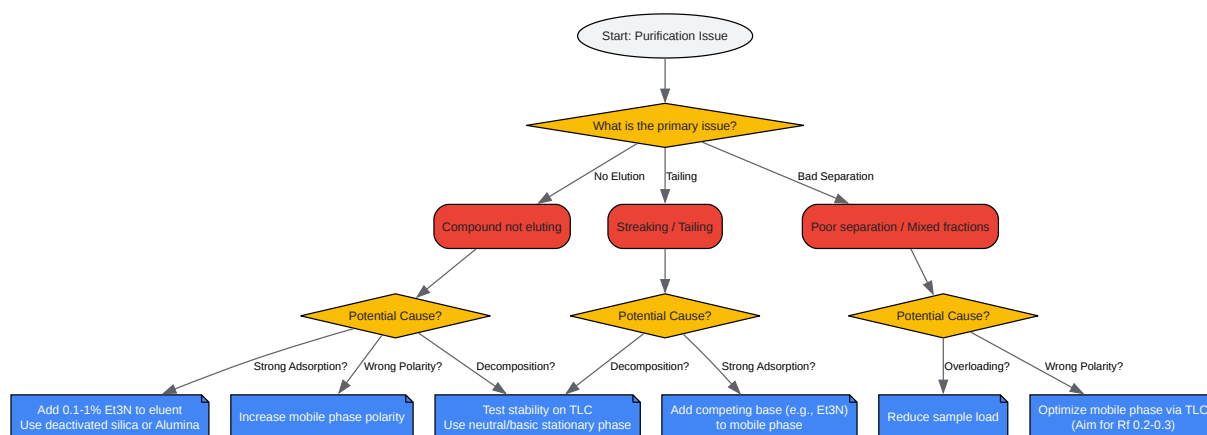 Start: Purification Issue
What is the primary issue?
No Elution
Tailing
Bad Separation
Compound not eluting
Streaking / Tailing
Poor separation / Mixed fractions
Potential Cause?
Potential Cause?
Potential Cause?
Strong Adsorption?
Wrong Polarity?
Decomposition?
Decomposition?
Strong Adsorption?
Overloading?
Wrong Polarity?
Add 0.1-1% Et3N to eluent
Use deactivated silica or Alumina
Increase mobile phase polarity
Test stability on TLC
Use neutral/basic stationary phase
Add competing base (e.g., Et3N)
to mobile phase
Reduce sample load
Optimize mobile phase via TLC
(Aim for Rf 0.2-0.3)